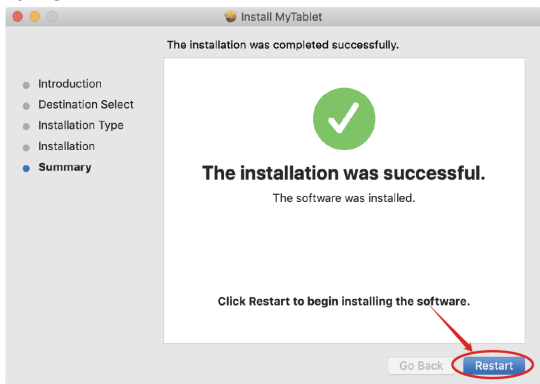 Install MyTablet
The installation was completed successfully.
Introduction
Destination Select
Installation Type
Installation
Summary
The installation was successful.
The software was installed.
Click Restart to begin installing the software.
Go Back
Restart